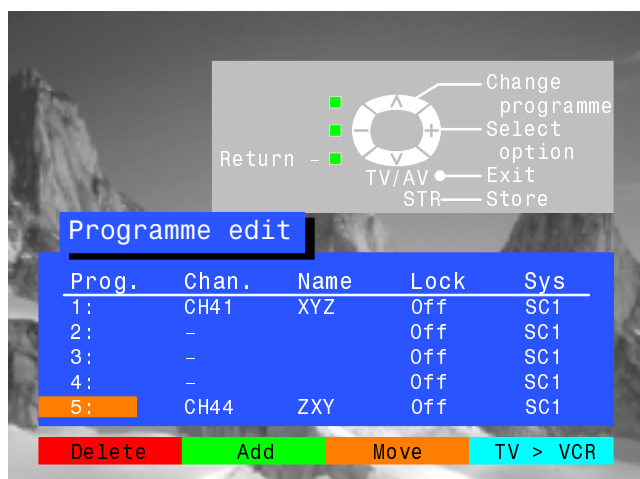 Change
programme
Select
option
Return –
TV/AV
Exit
STR
Store
Programme edit
Prog. Chan. Name Lock Sys
1: CH41 XYZ Off SC1
2: – Off SC1
3: – Off SC1
4: – Off SC1
5: CH44 ZXY Off SC1
Delete Add Move TV > VCR